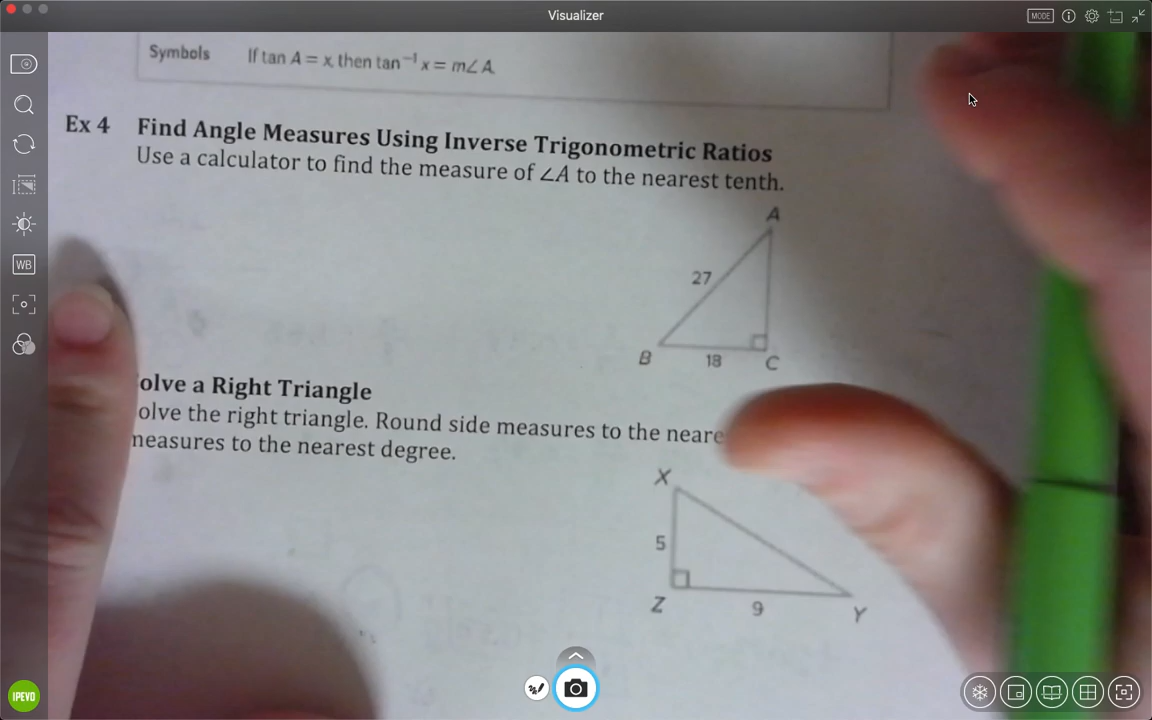 Visualizer
MODE
Symbols If tan A = x, then tan⁻¹ x = m∠A.
Ex 4 Find Angle Measures Using Inverse Trigonometric Ratios
Use a calculator to find the measure of ∠A to the nearest tenth.
A
27
B 18 C
olve a Right Triangle
olve the right triangle. Round side measures to the neare
measures to the nearest degree.
X
5
Z 9 Y
WB
IPEVO